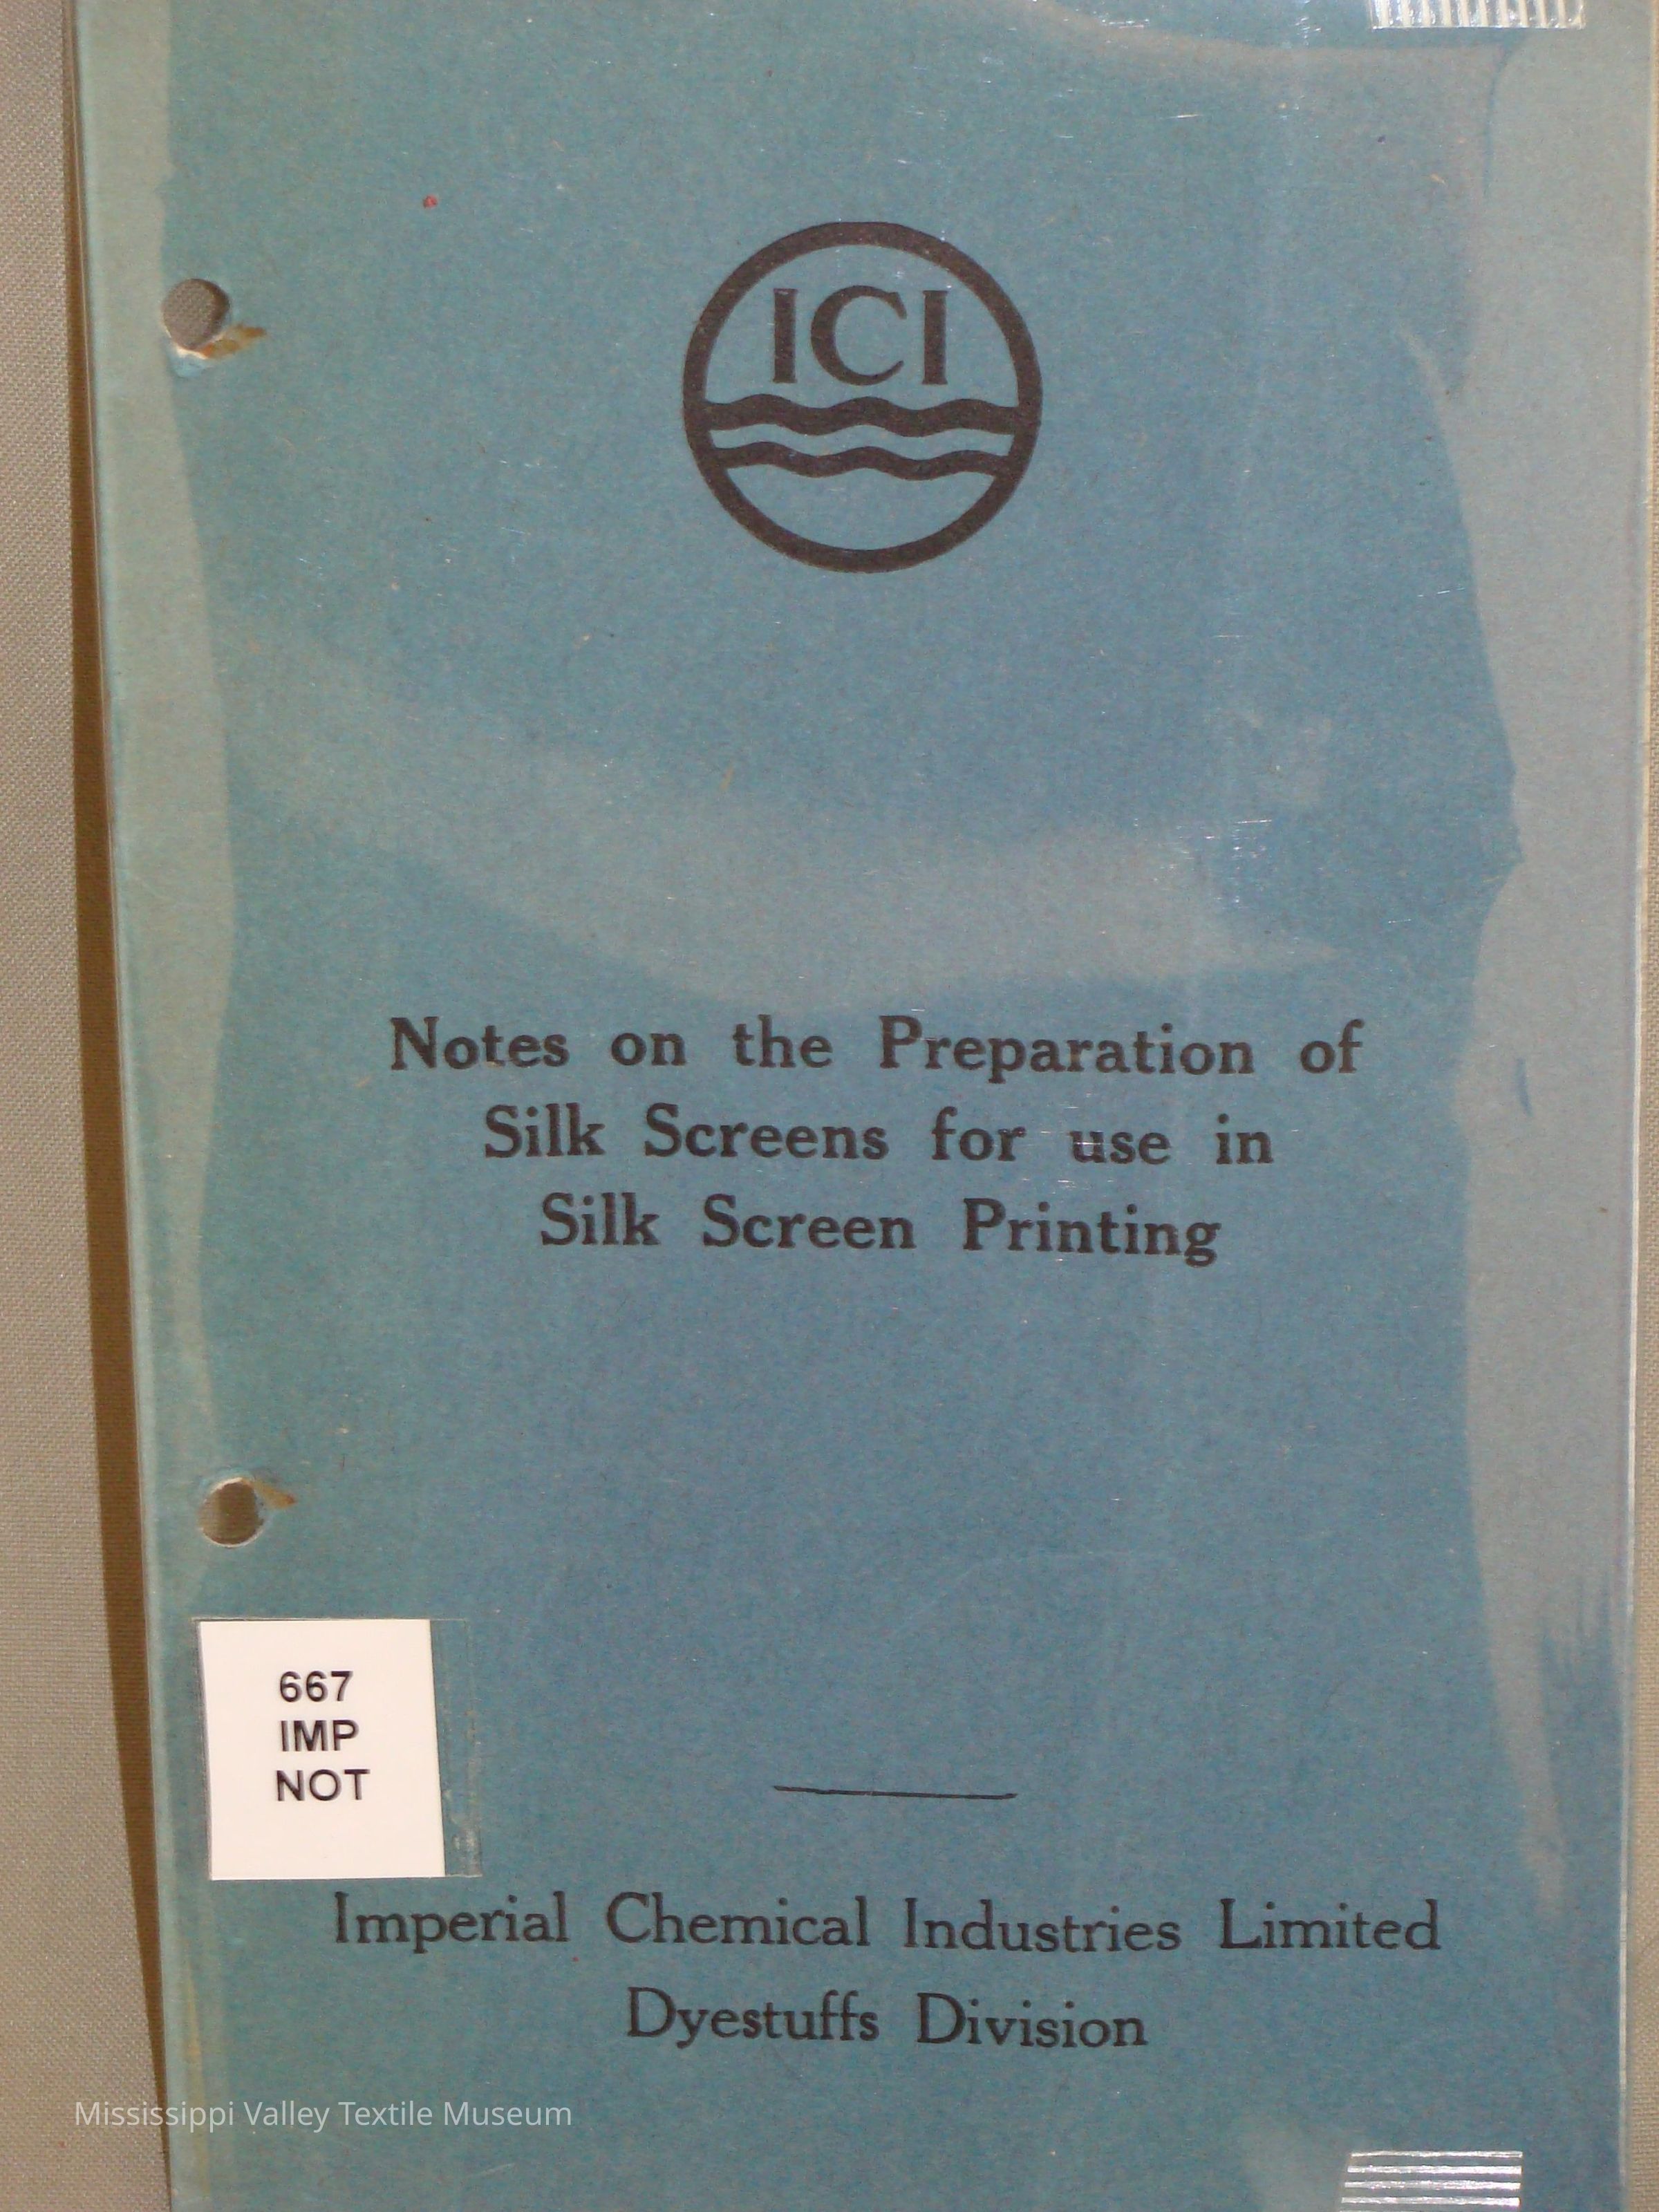 ICI
Notes on the Preparation of
Silk Screens for use in
Silk Screen Printing
667
IMP
NOT
Imperial Chemical Industries Limited
Dyestuffs Division
Mississippi Valley Textile Museum